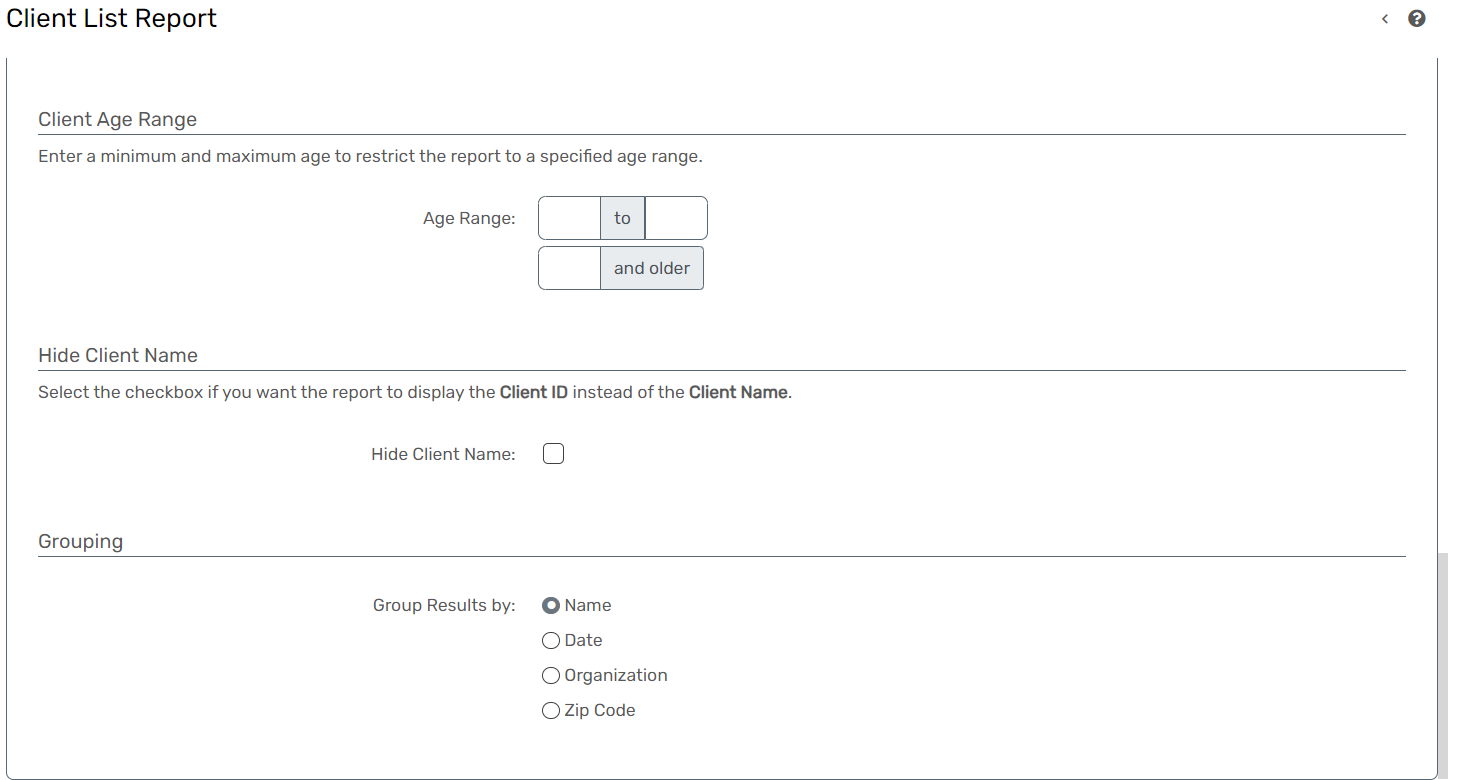 Client List Report
Client Age Range
Enter a minimum and maximum age to restrict the report to a specified age range.
Age Range: to
and older
Hide Client Name
Select the checkbox if you want the report to display the Client ID instead of the Client Name.
Hide Client Name:
Grouping
Group Results by: Name
Date
Organization
Zip Code